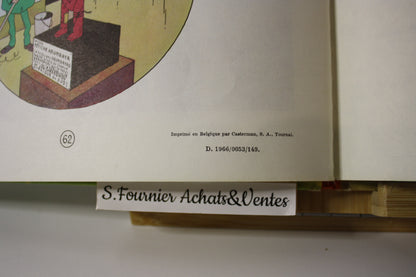 62
Imprimé en Belgique par Casterman, S. A., Tournai.
D. 1966/0053/149.
S.Fournier Achats&Ventes